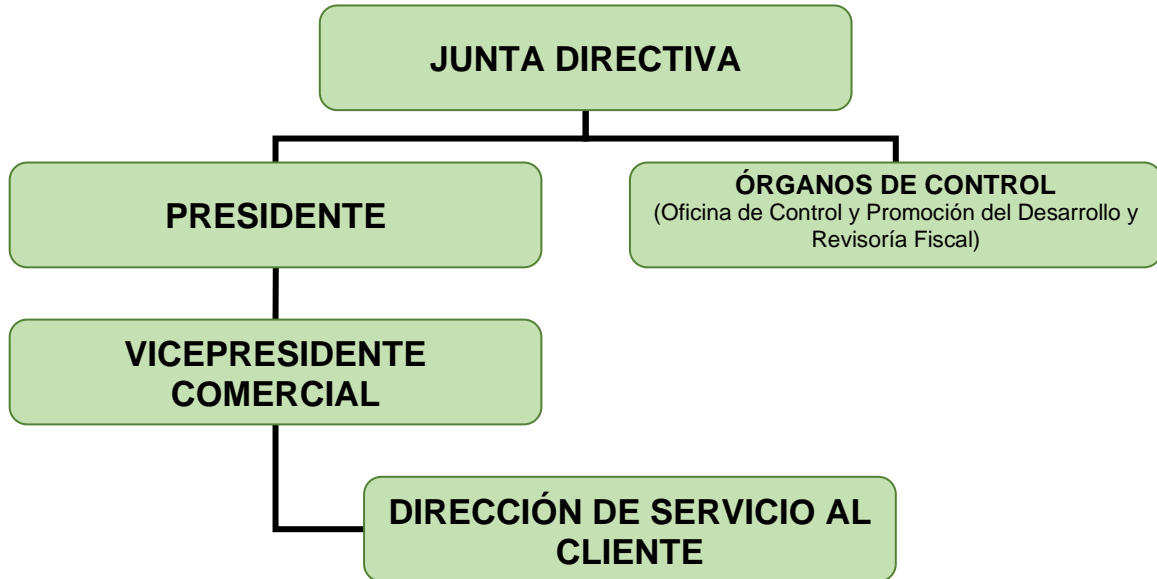 JUNTA DIRECTIVA
PRESIDENTE
ÓRGANOS DE CONTROL
(Oficina de Control y Promoción del Desarrollo y
Revisoría Fiscal)
VICEPRESIDENTE
COMERCIAL
DIRECCIÓN DE SERVICIO AL
CLIENTE